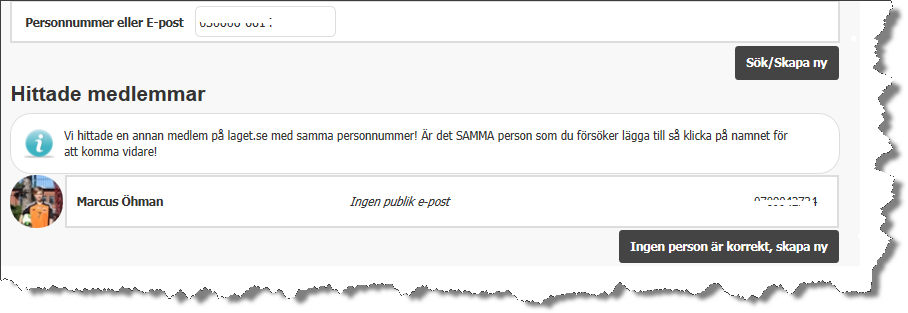 Personnummer eller E-post
Sök/Skapa ny
Hittade medlemmar
Vi hittade en annan medlem på laget.se med samma personnummer! Är det SAMMA person som du försöker lägga till så klicka på namnet för
att komma vidare!
Marcus Öhman Ingen publik e-post
Ingen person är korrekt, skapa ny